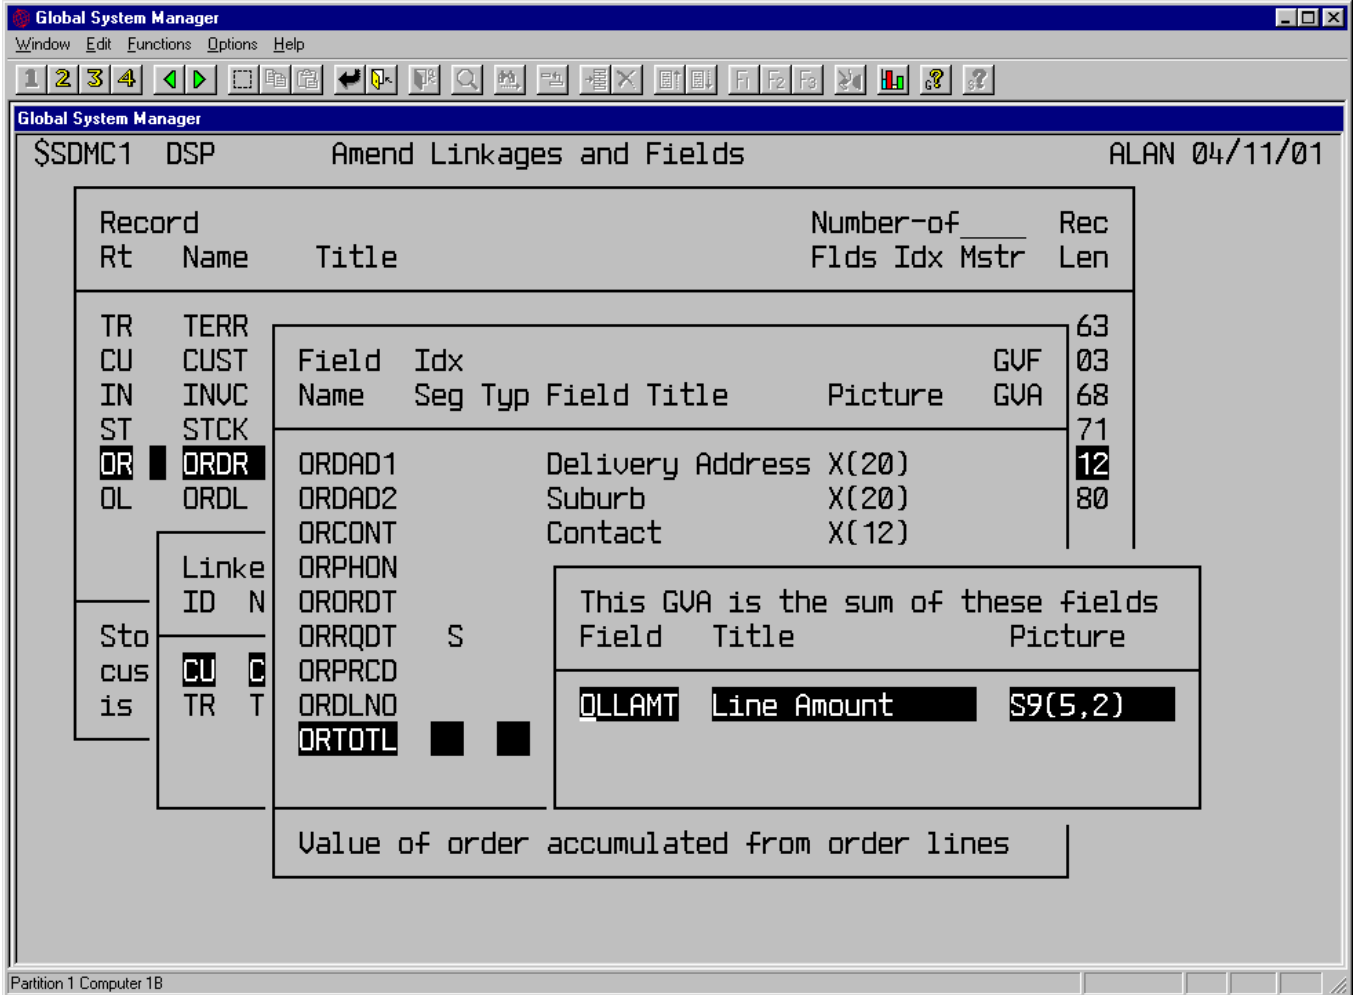 Global System Manager
Window Edit Functions Options Help
1 2 3 4 F1 F2 F3
Global System Manager
$SDMC1 DSP Amend Linkages and Fields ALAN 04/11/01
Record Number-of____ Rec
Rt Name Title Flds Idx Mstr Len
TR TERR 63
CU CUST Field Idx GVF 03
IN INVC Name Seg Typ Field Title Picture GVA 68
ST STCK 71
OR ORDR ORDAD1 Delivery Address X(20) 12
OL ORDL ORDAD2 Suburb X(20) 80
ORCONT Contact X(12)
Linke ORPHON
ID N ORORDT This GVA is the sum of these fields
Sto ORRQDT S Field Title Picture
cus CU C ORPRCD
is TR T ORDLNO OLLAMT Line Amount S9(5,2)
ORTOTL
Value of order accumulated from order lines
Partition 1 Computer 1B